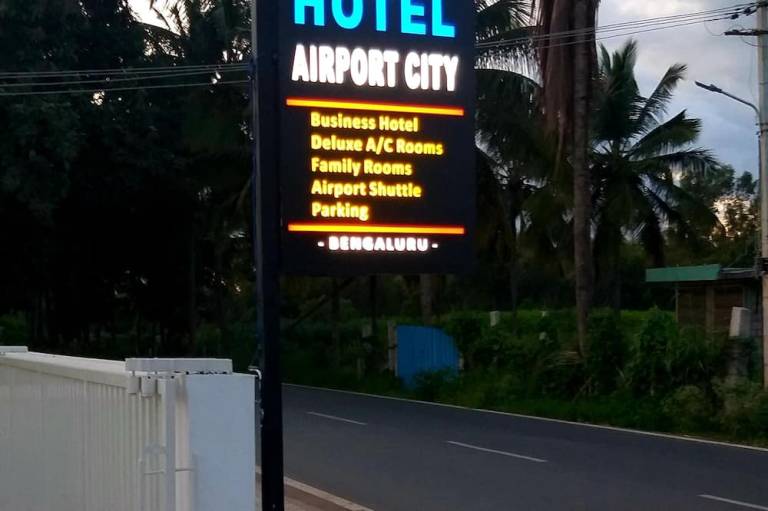 HOTEL
AIRPORT CITY
Business Hotel
Deluxe A/C Rooms
Family Rooms
Airport Shuttle
Parking
- BENGALURU -